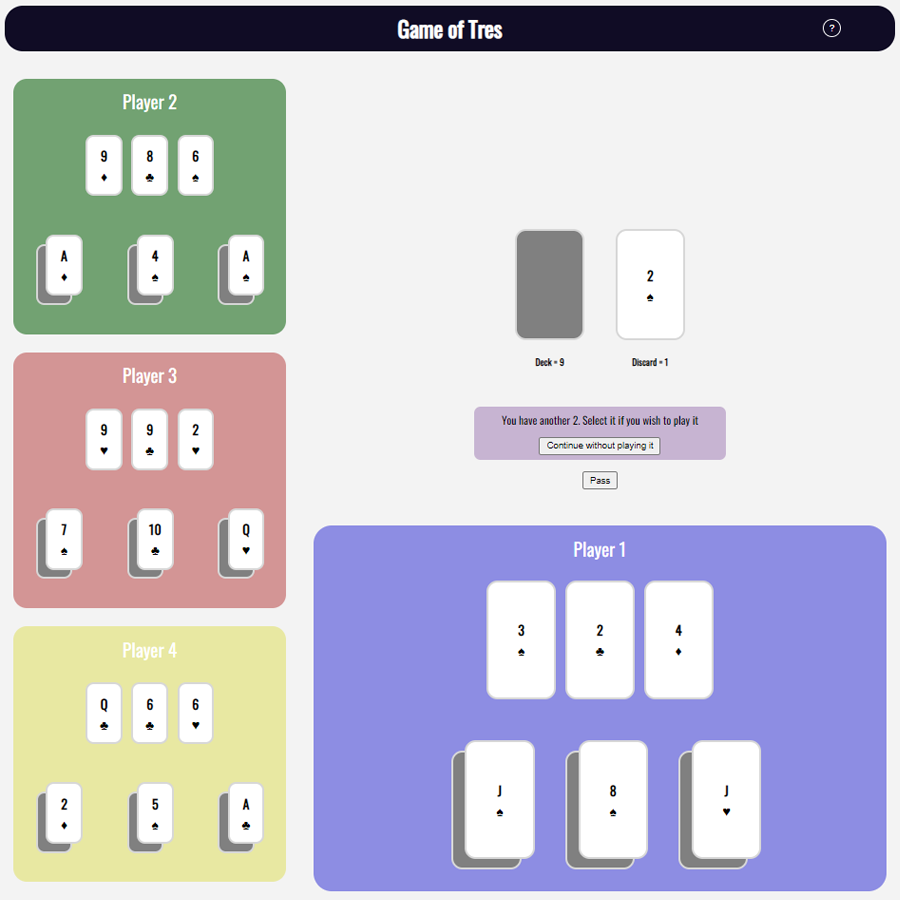 Game of Tres
?
Player 2
9 8 6
♦ ♣ ♠
A 4 A
♦ ♠ ♠
Player 3
9 9 2
♥ ♣ ♥
7 10 Q
♠ ♣ ♥
Player 4
Q 6 6
♣ ♣ ♥
2 5 A
♦ ♠ ♣
2
♠
Deck = 9 Discard = 1
You have another 2. Select it if you wish to play it
Continue without playing it
Pass
Player 1
3 2 4
♠ ♣ ♦
J 8 J
♠ ♠ ♥